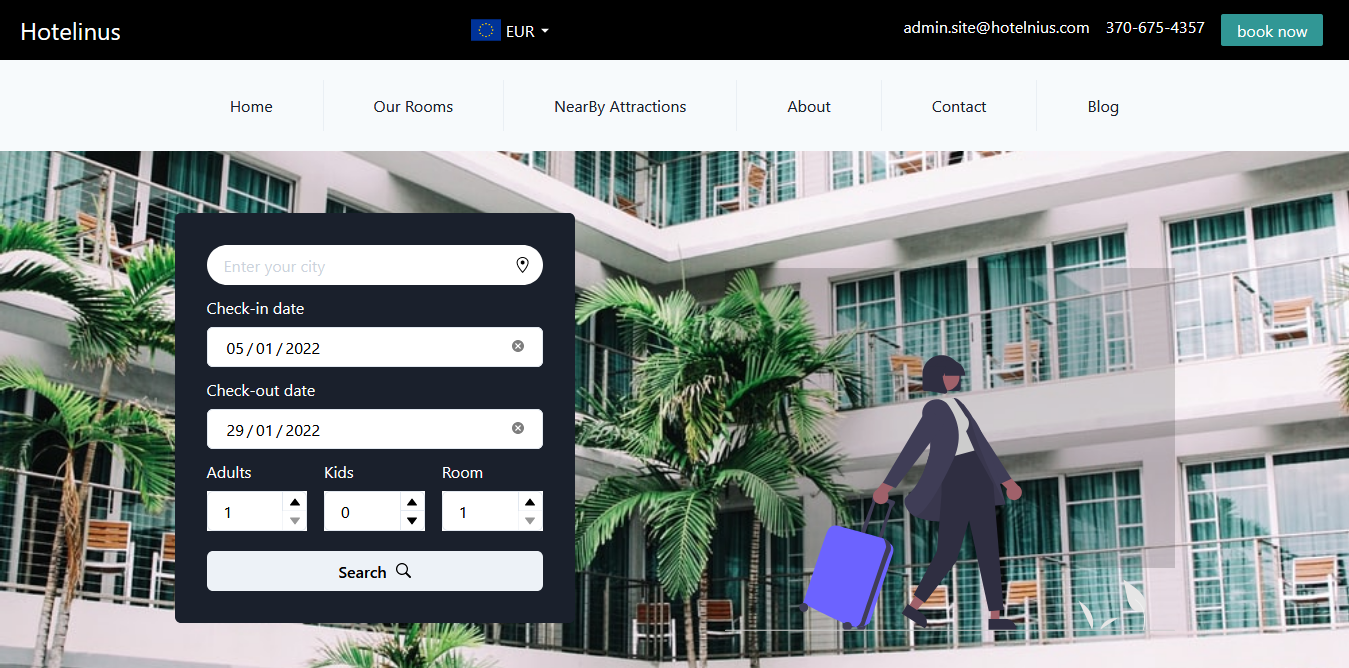 Hotelinus
EUR
admin.site@hotelnius.com 370-675-4357 book now
Home Our Rooms NearBy Attractions About Contact Blog
Enter your city
Check-in date
05/01/2022
Check-out date
29/01/2022
Adults Kids Room
1 0 1
Search